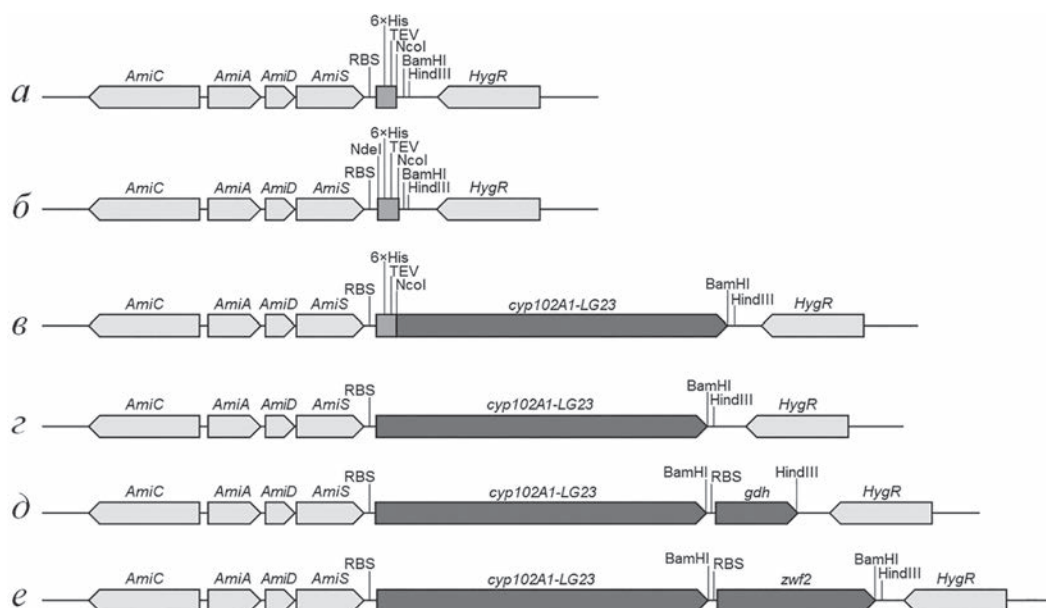 6×His
TEV
NcoI
RBS BamHI
HindIII
AmiC AmiA AmiD AmiS HygR
а
6×His
NdeI TEV
NcoI
RBS BamHI
HindIII
AmiC AmiA AmiD AmiS HygR
б
6×His
TEV
RBS NcoI BamHI
HindIII
AmiC AmiA AmiD AmiS cyp102A1-LG23 HygR
в
RBS BamHI
HindIII
AmiC AmiA AmiD AmiS cyp102A1-LG23 HygR
г
RBS BamHI RBS HindIII
AmiC AmiA AmiD AmiS cyp102A1-LG23 gdh HygR
д
RBS BamHI RBS BamHI
HindIII
AmiC AmiA AmiD AmiS cyp102A1-LG23 zwf2 HygR
е